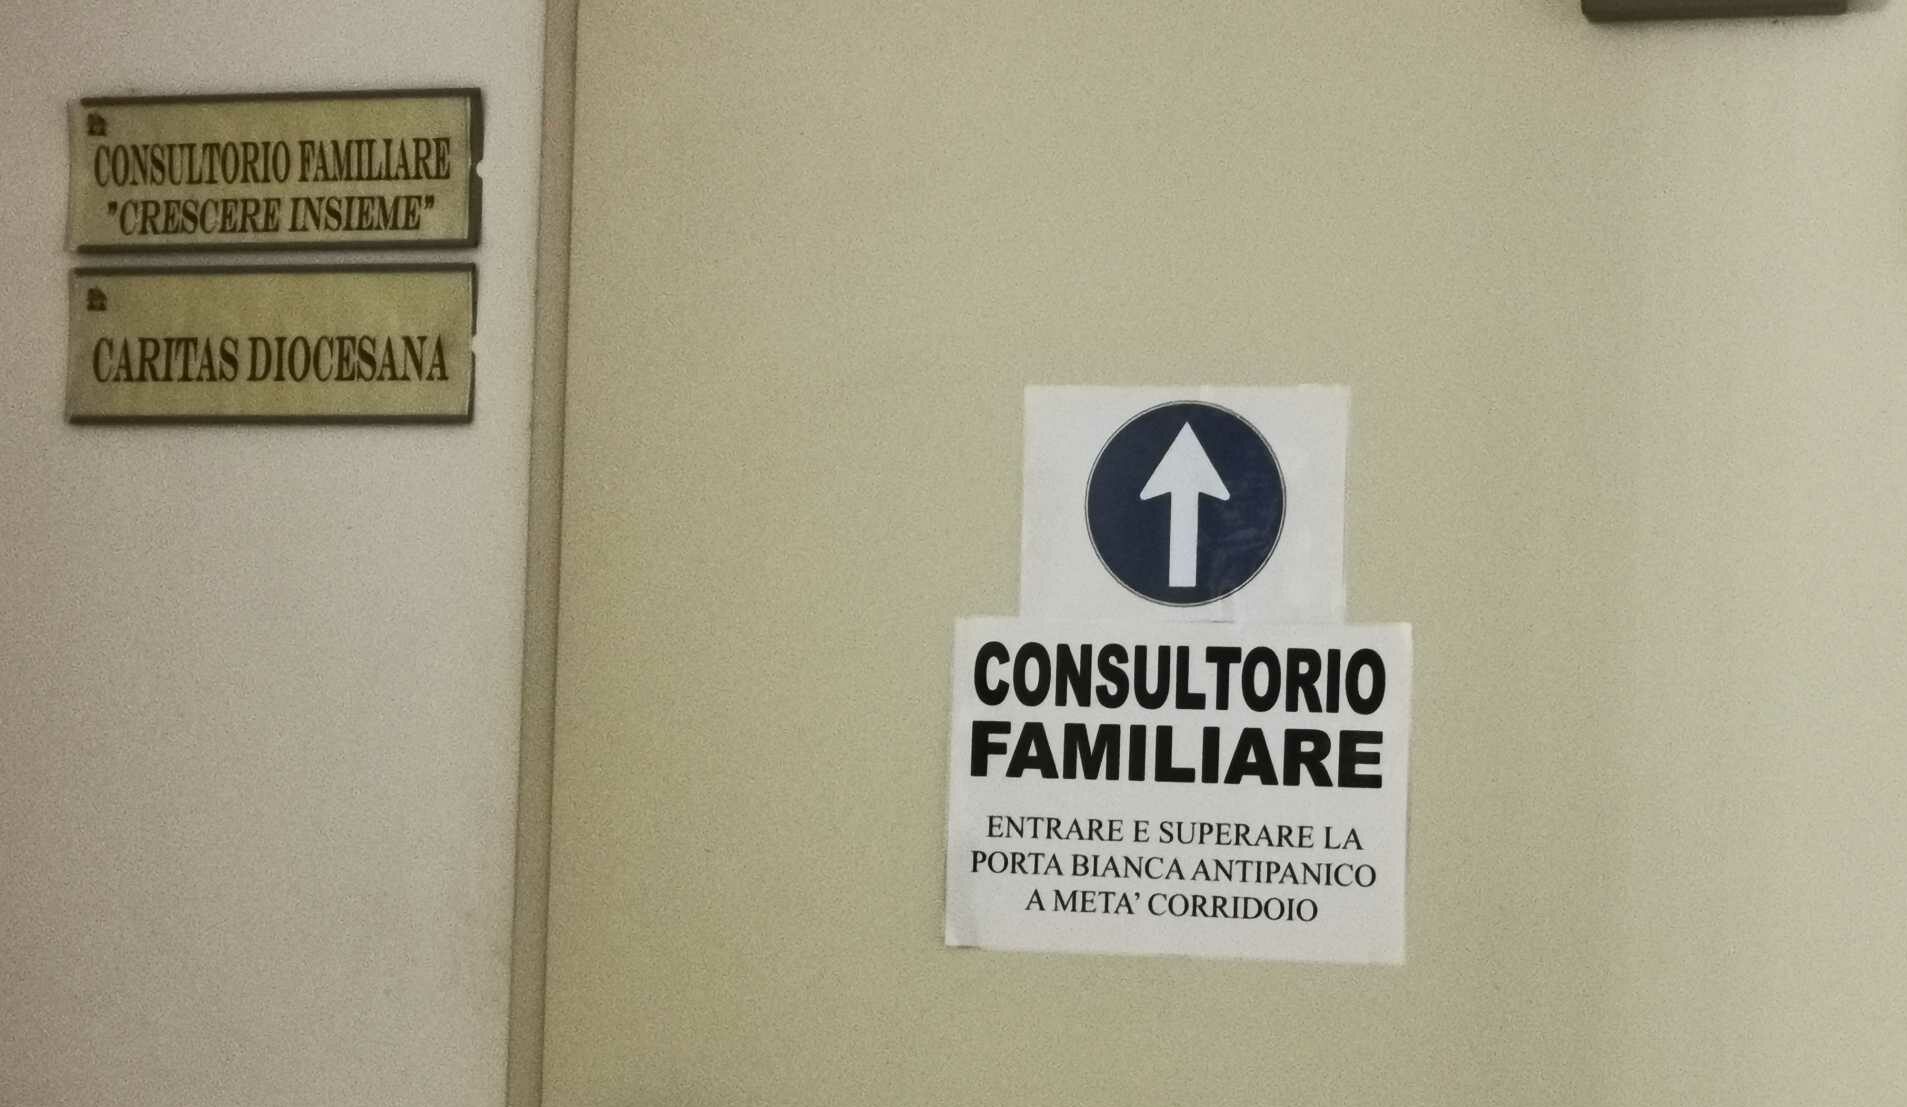 CONSULTORIO FAMILIARE
"CRESCERE INSIEME"
CARITAS DIOCESANA
CONSULTORIO
FAMILIARE
ENTRARE E SUPERARE LA
PORTA BIANCA ANTIPANICO
A META' CORRIDOIO